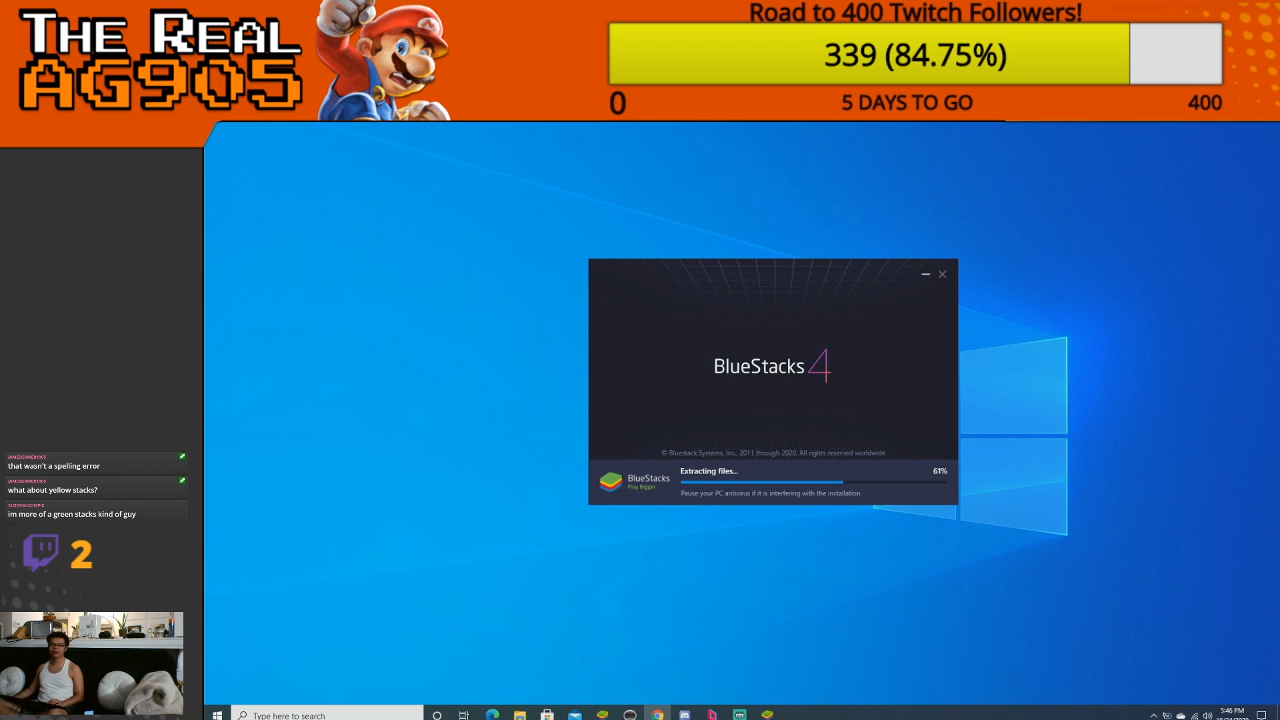 THE REAL
AG905
Road to 400 Twitch Followers!
339 (84.75%)
0
5 DAYS TO GO
400
BlueStacks 4
© Bluestack Systems, Inc., 2011 through 2020. All rights reserved worldwide
BlueStacks
Play Bigger
Extracting files...
61%
Pause your PC antivirus if it is interfering with the installation
that wasn't a spelling error
what about yellow stacks?
im more of a green stacks kind of guy
2
Type here to search
5:46 PM